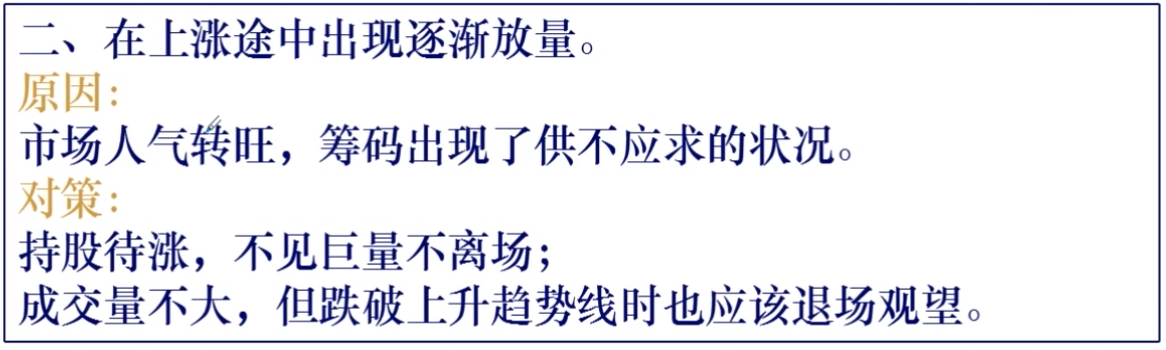 二、在上涨途中出现逐渐放量。
原因：
市场人气转旺，筹码出现了供不应求的状况。
对策：
持股待涨，不见巨量不离场；
成交量不大，但跌破上升趋势线时也应该退场观望。